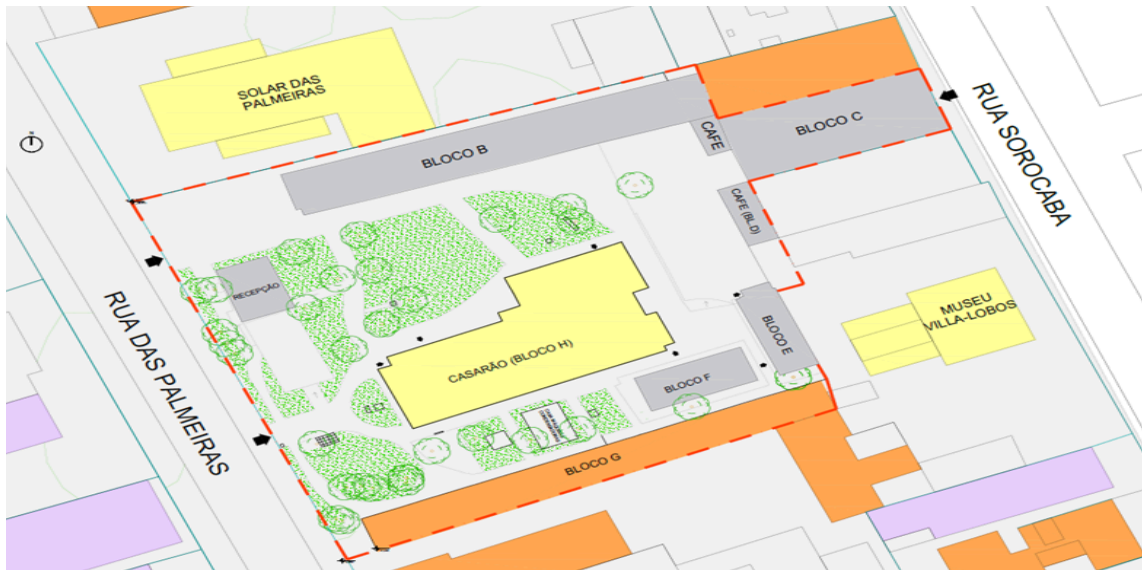 SOLAR DAS
PALMEIRAS
N
BLOCO B
CAFE
BLOCO C
RUA SOROCABA
CAFE (BL.D)
RECEPÇÃO
RUA DAS PALMEIRAS
CASARÃO (BLOCO H)
BLOCO E
MUSEU
VILLA-LOBOS
BLOCO F
BLOCO G